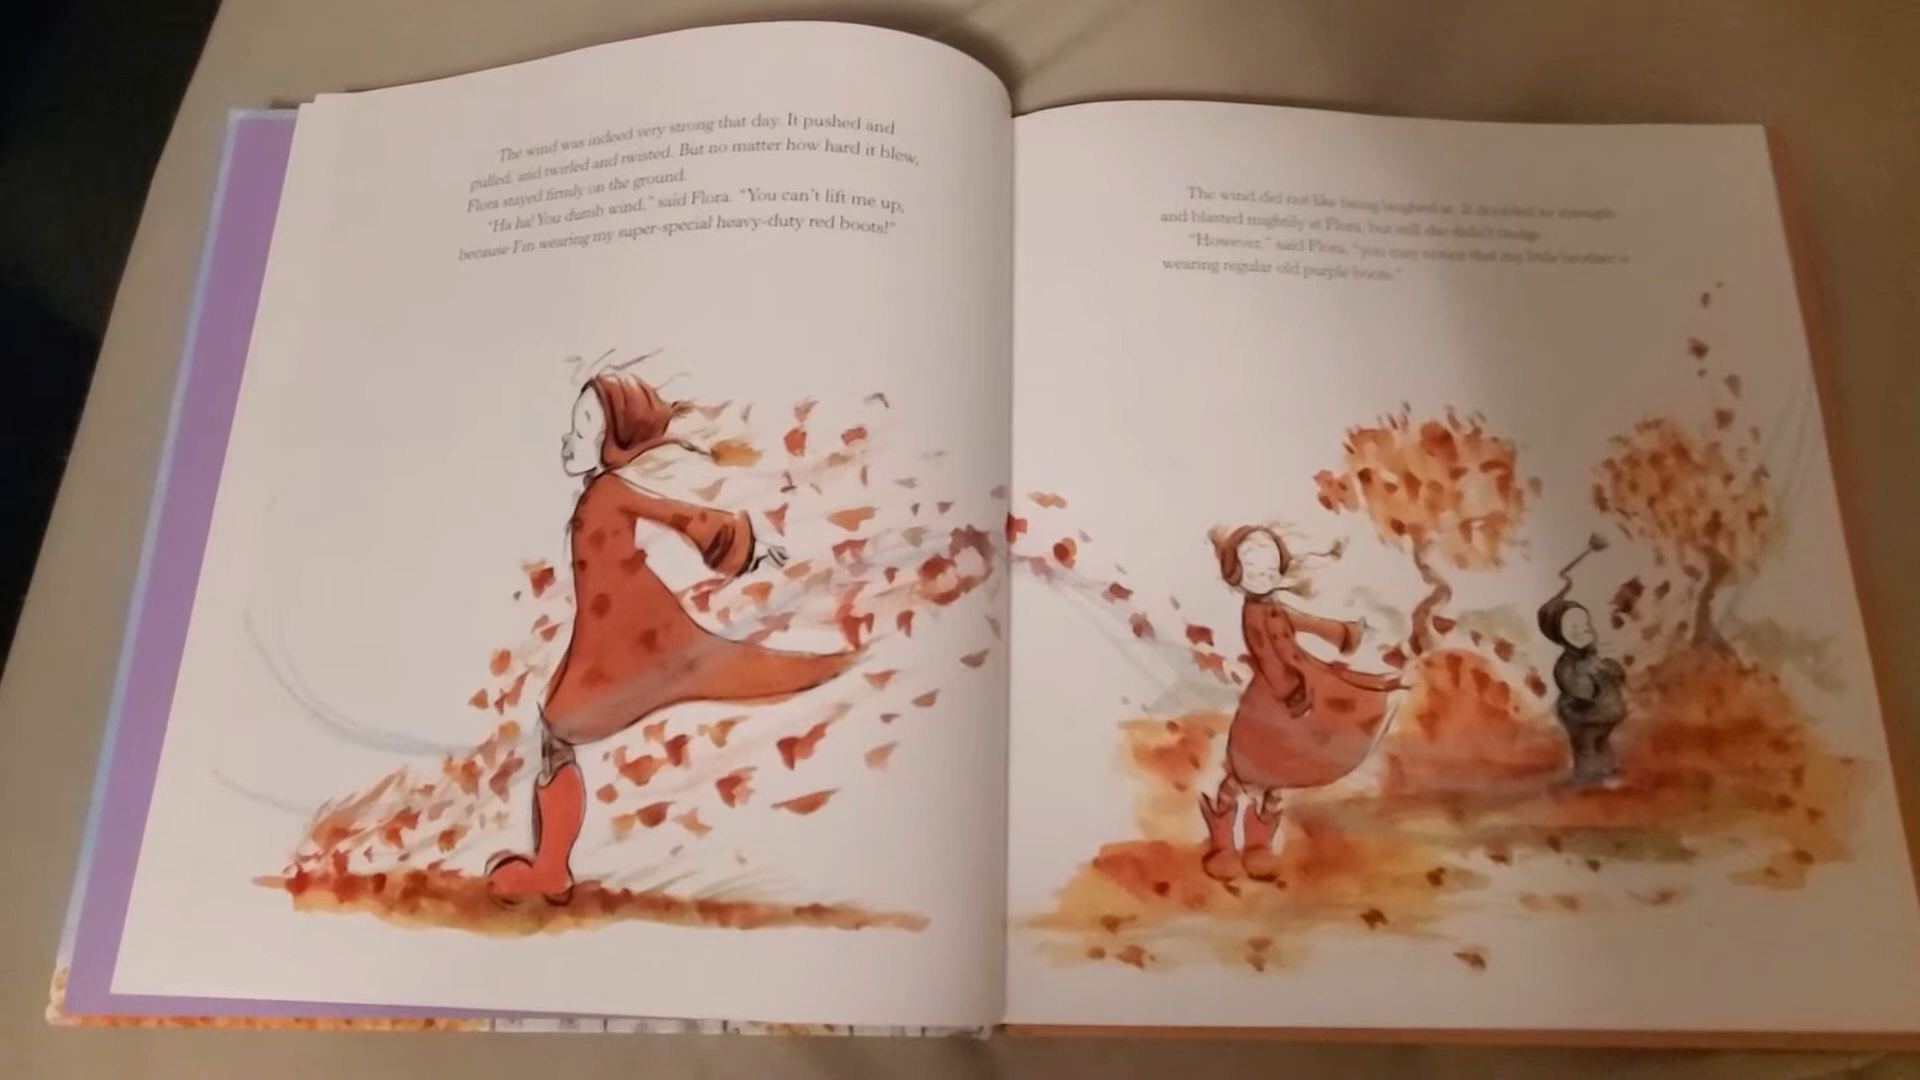 The wind was indeed very strong that day. It pushed and
pulled, and twirled and twisted. But no matter how hard it blew,
Flora stayed firmly on the ground.
"Ha ha! You dumb wind," said Flora. "You can't lift me up,
because I'm wearing my super-special heavy-duty red boots!"
The wind did not like being laughed at. It doubled its strength
and blasted mightily at Flora, but still she didn't budge.
"However," said Flora, "you may notice that my little brother is
wearing regular old purple boots."